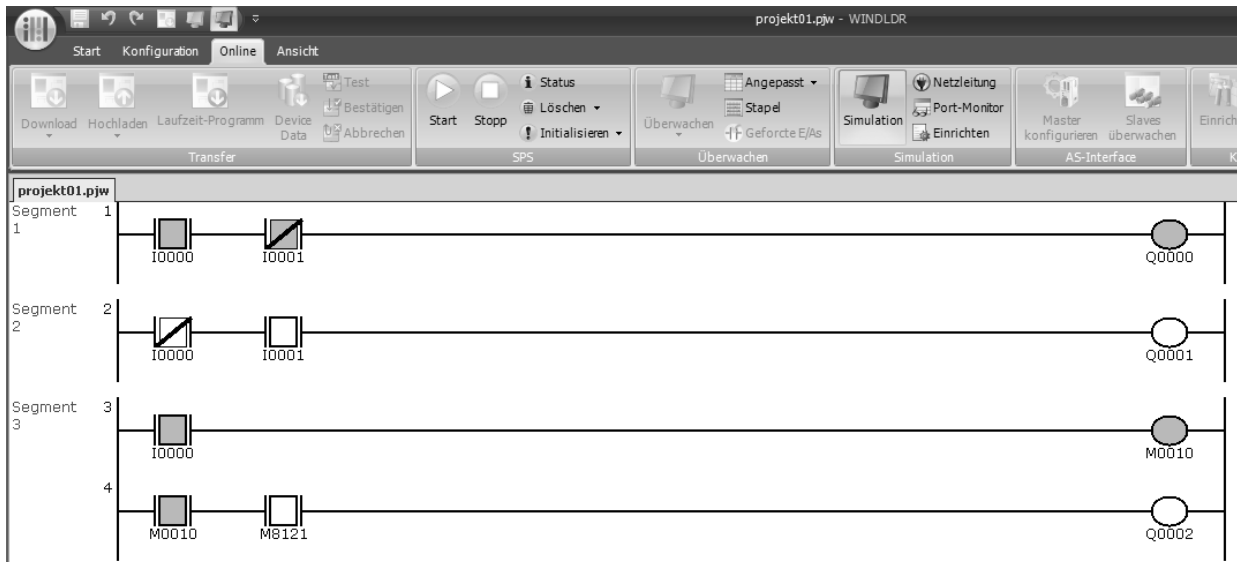 projekt01.pjw - WINDLDR
Start Konfiguration Online Ansicht
Download Hochladen Laufzeit-Programm Device Data Test Bestätigen Abbrechen
Transfer
Start Stopp Status Löschen Initialisieren
SPS
Überwachen Angepasst Stapel Geforcte E/As
Überwachen
Simulation Netzleitung Port-Monitor Einrichten
Simulation
Master konfigurieren Slaves überwachen
AS-Interface
projekt01.pjw
Segment 1 1
I0000 I0001 Q0000
Segment 2 2
I0000 I0001 Q0001
Segment 3 3
I0000 M0010
4
M0010 M8121 Q0002